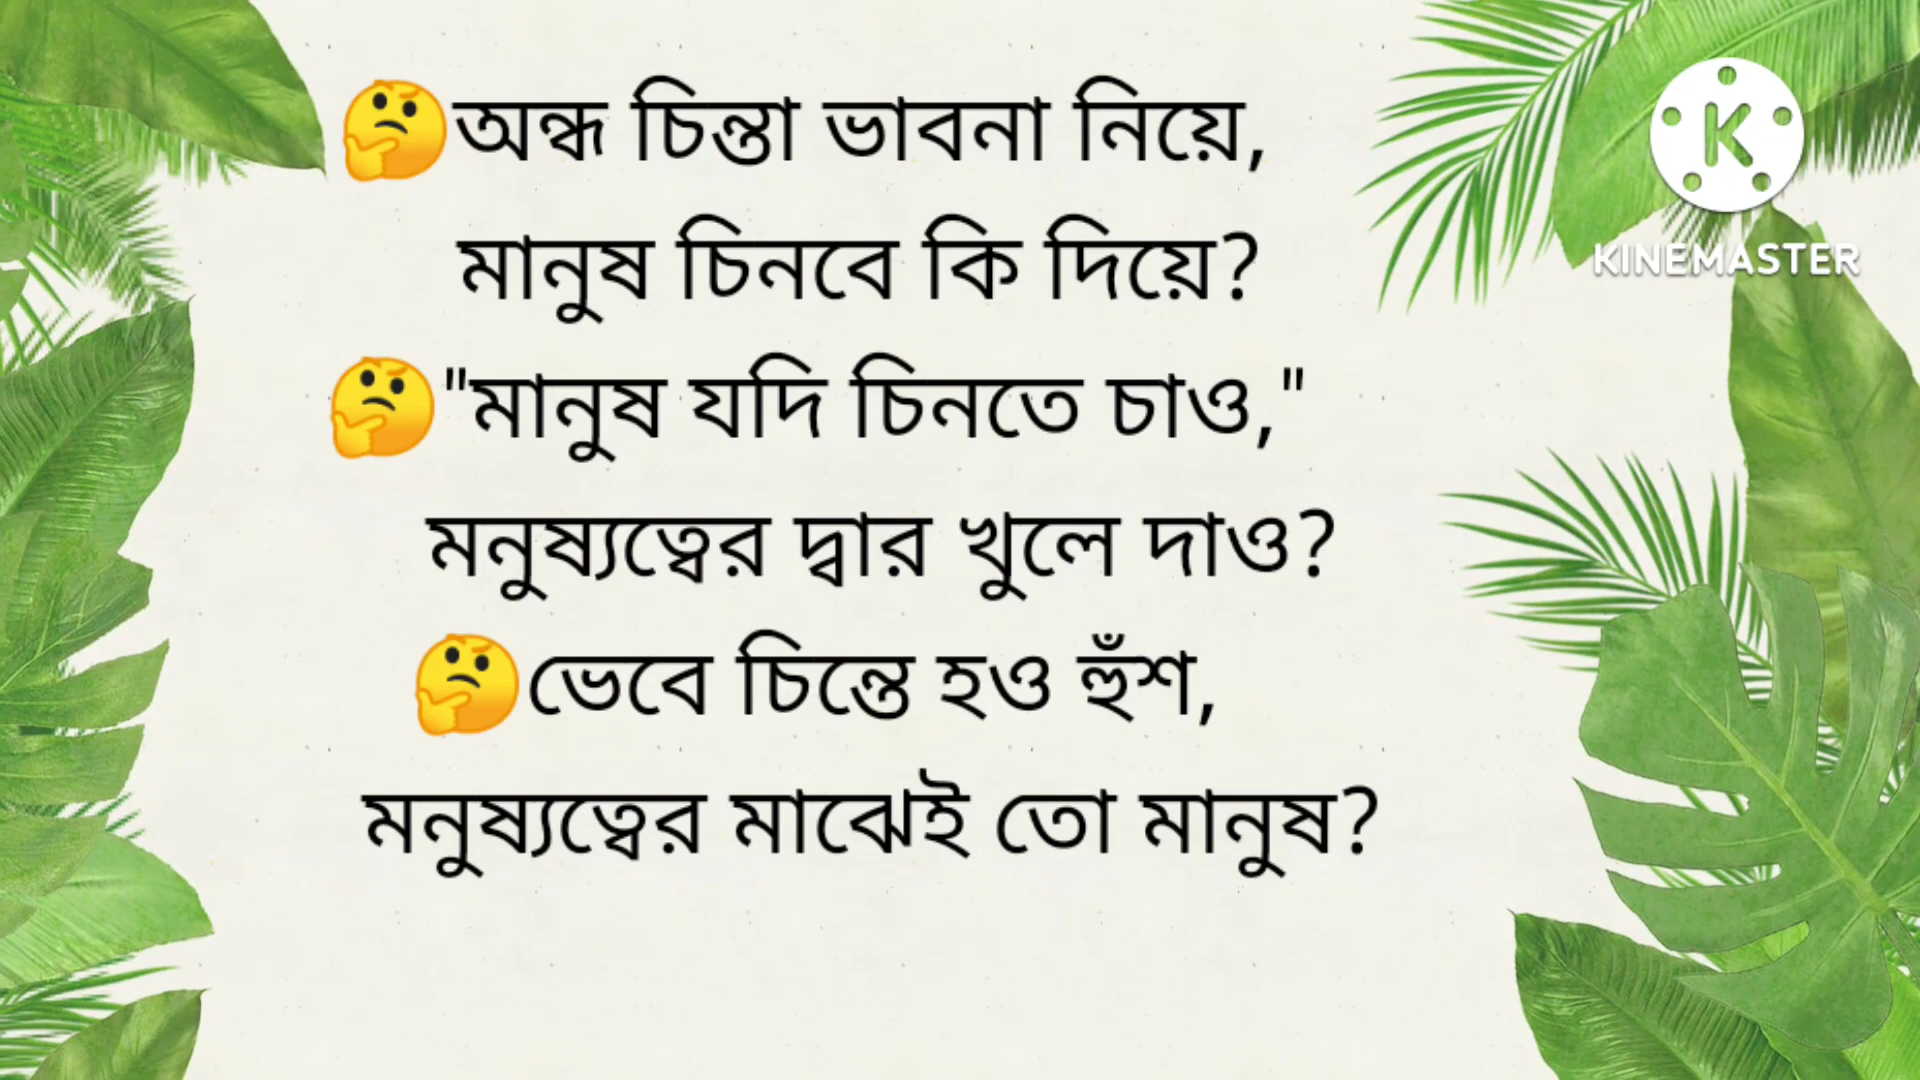 🤔অন্ধ চিন্তা ভাবনা নিয়ে,
মানুষ চিনবে কি দিয়ে?
🤔"মানুষ যদি চিনতে চাও,"
মনুষ্যত্বের দ্বার খুলে দাও?
🤔ভেবে চিন্তে হও হুঁশ,
মনুষ্যত্বের মাঝেই তো মানুষ?
K
KINEMASTER